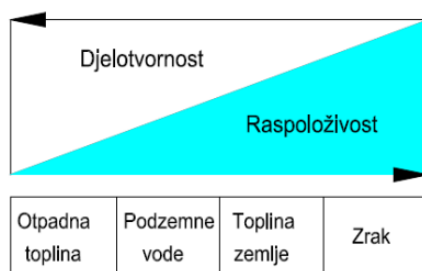 Djelotvornost
Raspoloživost
Otpadna
toplina
Podzemne
vode
Toplina
zemlje
Zrak